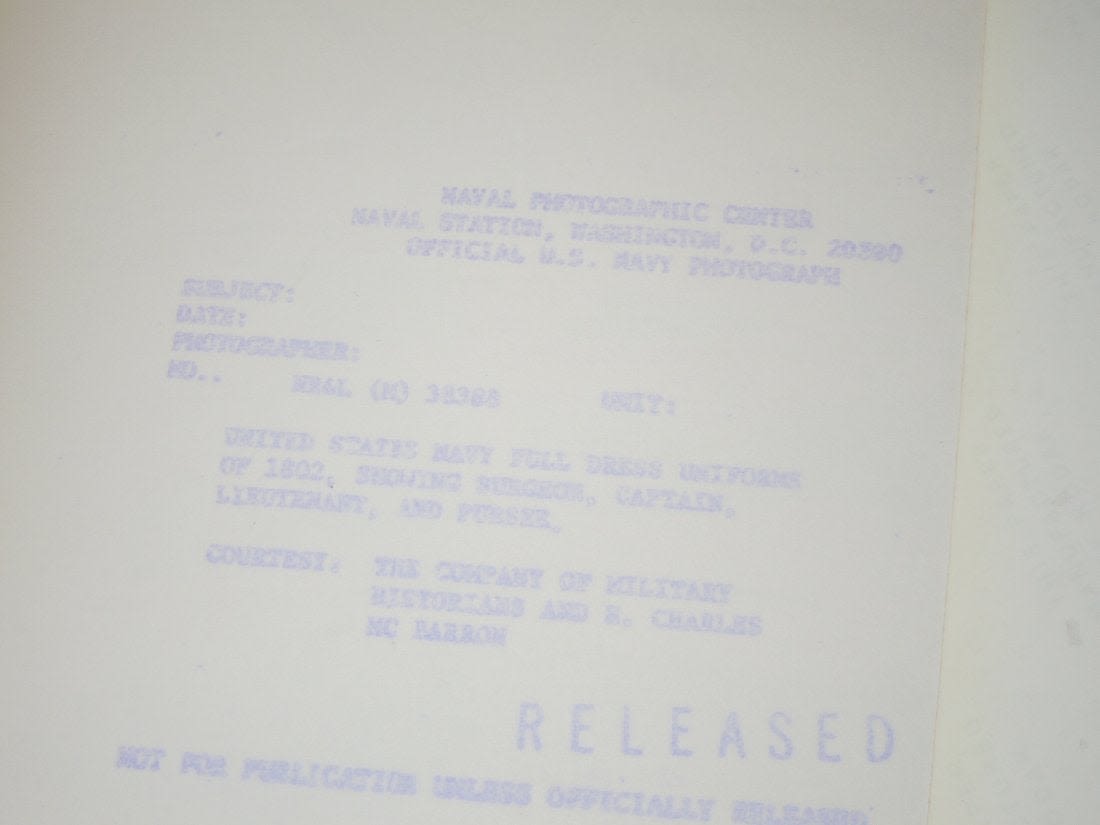 NAVAL PHOTOGRAPHIC CENTER
NAVAL STATION, WASHINGTON, D.C. 20390
OFFICIAL U.S. NAVY PHOTOGRAPH
SUBJECT:
DATE:
PHOTOGRAPHER:
NO.. NR&L (M) 38388 UNIT:
UNITED STATES NAVY FULL DRESS UNIFORMS
OF 1802, SHOWING SURGEON, CAPTAIN,
LIEUTENANT, AND PURSER.
COURTESY: THE COMPANY OF MILITARY
HISTORIANS AND H. CHARLES
MC BARRON
RELEASED
NOT FOR PUBLICATION UNLESS OFFICIALLY RELEASED